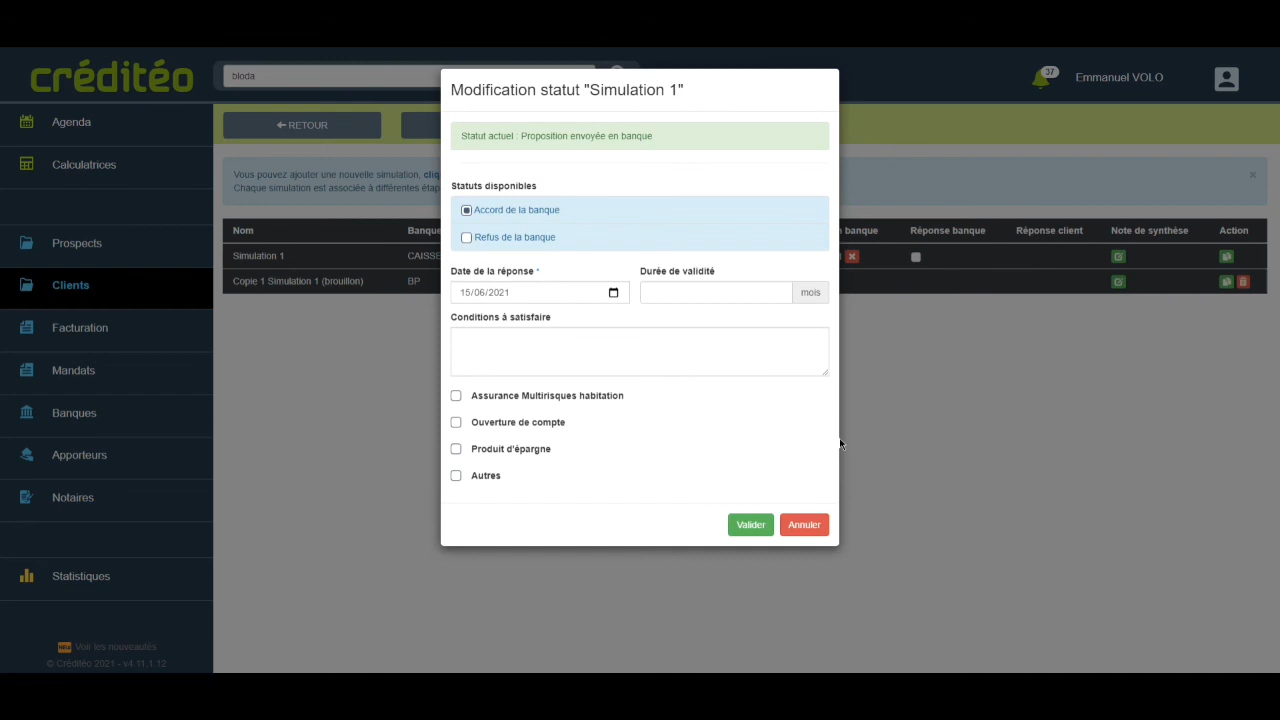 créditéo
bloda
37
Emmanuel VOLO
Agenda
Calculatrices
Prospects
Clients
Facturation
Mandats
Banques
Apporteurs
Notaires
Statistiques
NEW Voir les nouveautés
© Créditéo 2021 - v4.11.1.12
RETOUR
Vous pouvez ajouter une nouvelle simulation, cliq
Chaque simulation est associée à différentes étap
×
Nom Banque banque Réponse banque Réponse client Note de synthèse Action
Simulation 1 CAISSE
Copie 1 Simulation 1 (brouillon) BP
Modification statut "Simulation 1"
Statut actuel : Proposition envoyée en banque
Statuts disponibles
Accord de la banque
Refus de la banque
Date de la réponse * Durée de validité
15/06/2021 mois
Conditions à satisfaire
Assurance Multirisques habitation
Ouverture de compte
Produit d'épargne
Autres
Valider Annuler